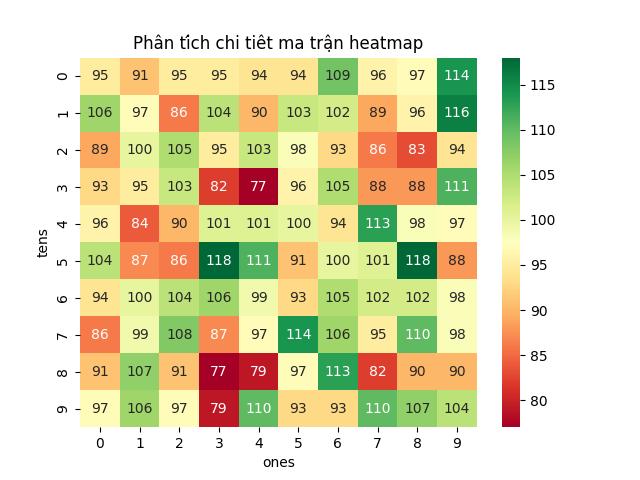 Phân tích chi tiêt ma trận heatmap
0 95 91 95 95 94 94 109 96 97 114
1 106 97 86 104 90 103 102 89 96 116
2 89 100 105 95 103 98 93 86 83 94
3 93 95 103 82 77 96 105 88 88 111
4 96 84 90 101 101 100 94 113 98 97
5 104 87 86 118 111 91 100 101 118 88
6 94 100 104 106 99 93 105 102 102 98
7 86 99 108 87 97 114 106 95 110 98
8 91 107 91 77 79 97 113 82 90 90
9 97 106 97 79 110 93 93 110 107 104
0 1 2 3 4 5 6 7 8 9
ones
tens
115
110
105
100
95
90
85
80